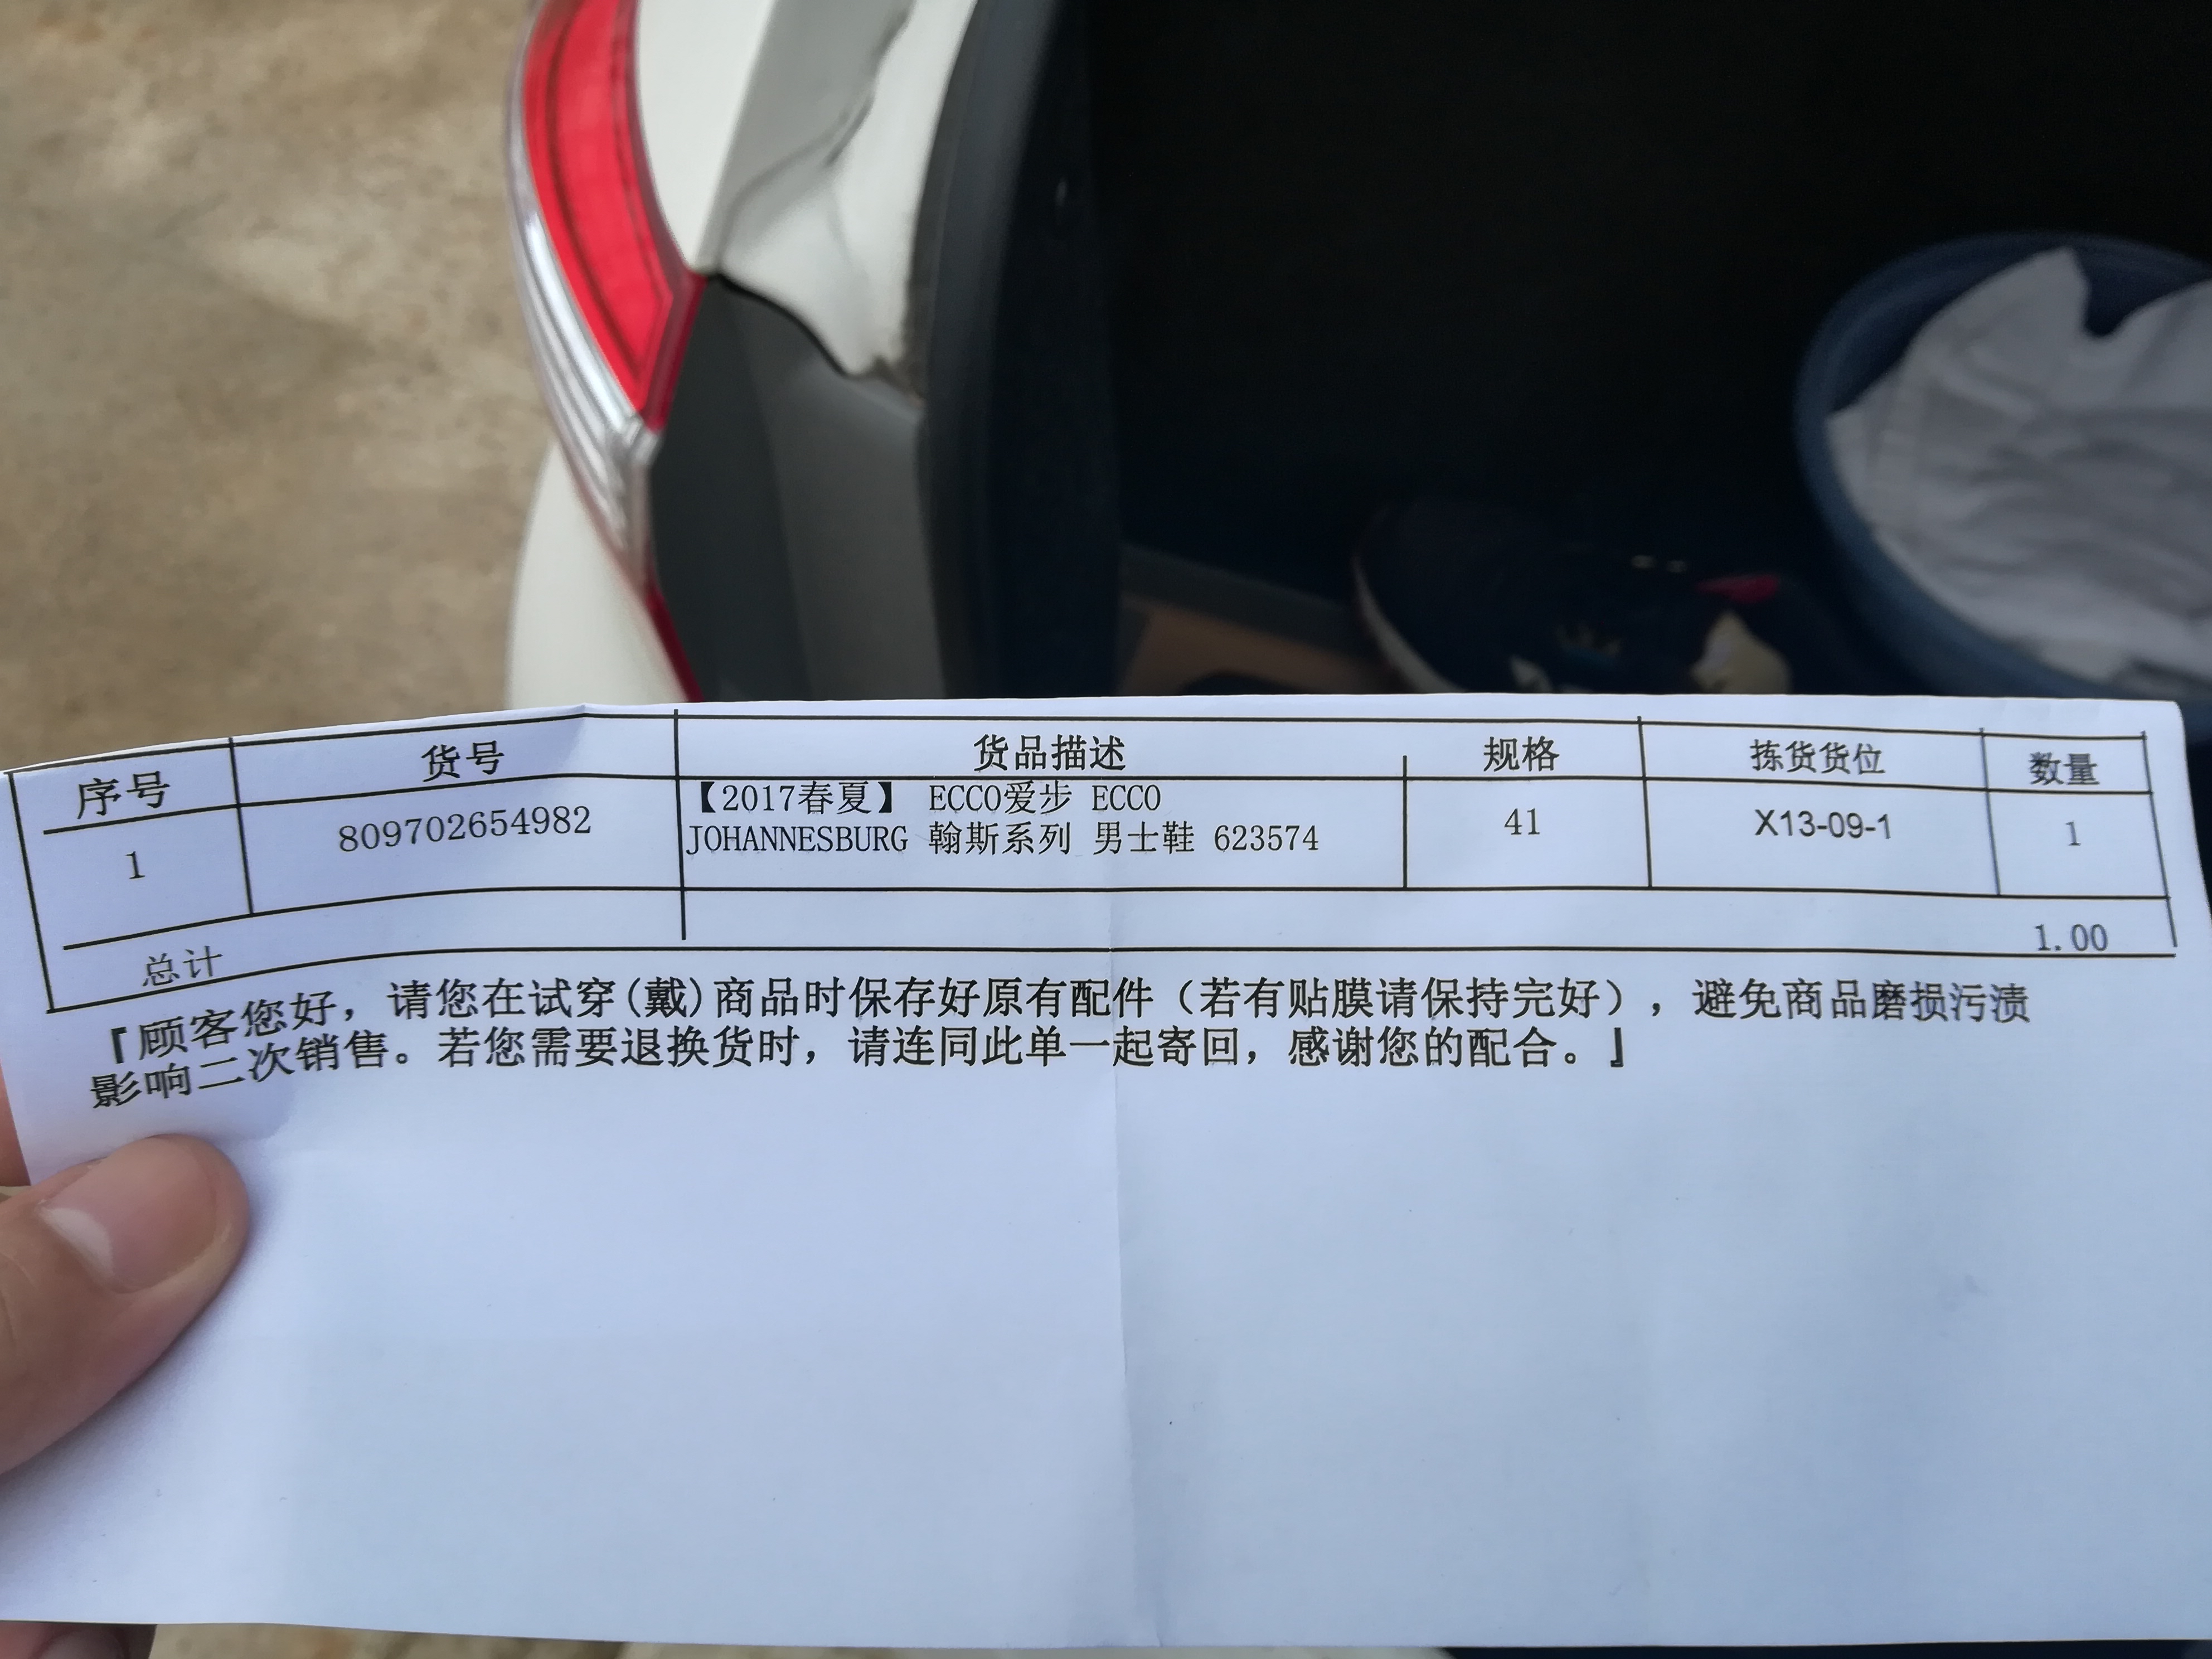 序号 货号 货品描述 规格 拣货货位 数量
1 809702654982 【2017春夏】 ECCO爱步 ECCO 41 X13-09-1 1
JOHANNESBURG 翰斯系列 男士鞋 623574
总计 1.00
『顾客您好，请您在试穿(戴)商品时保存好原有配件（若有贴膜请保持完好），避免商品磨损污渍
影响二次销售。若您需要退换货时，请连同此单一起寄回，感谢您的配合。』